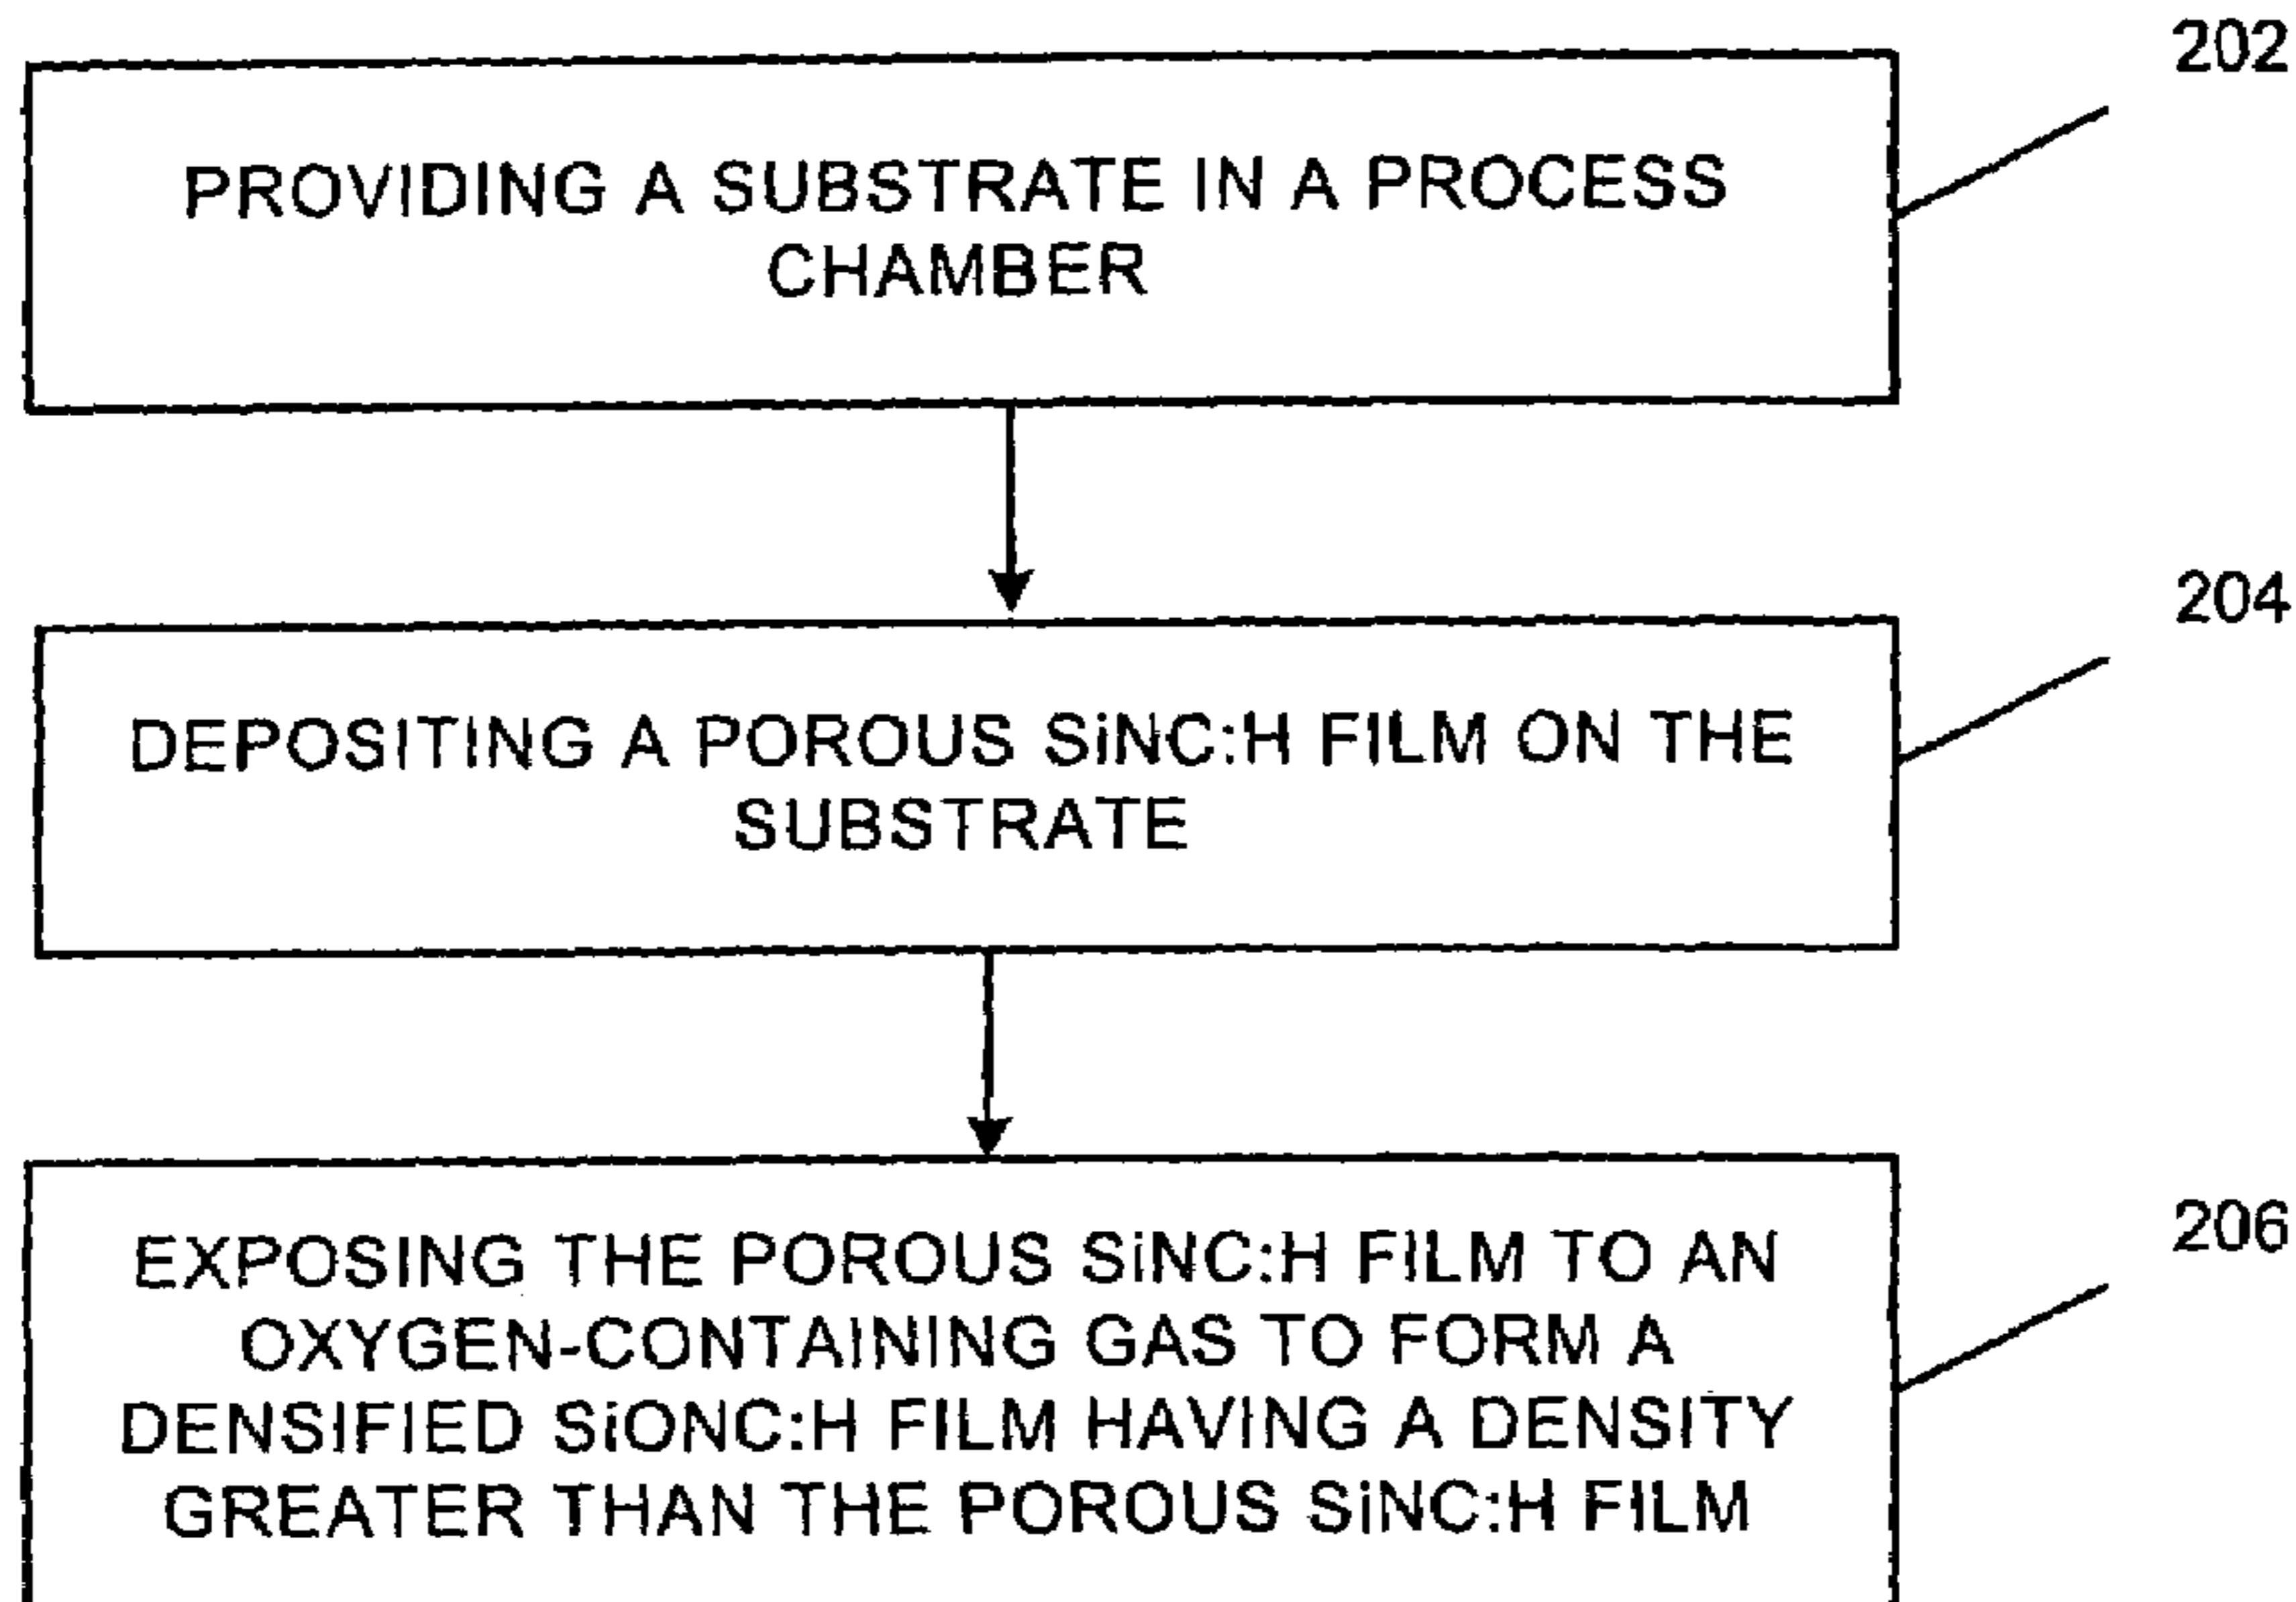 202
PROVIDING A SUBSTRATE IN A PROCESS
CHAMBER
204
DEPOSITING A POROUS SiNC:H FILM ON THE
SUBSTRATE
206
EXPOSING THE POROUS SiNC:H FILM TO AN
OXYGEN-CONTAINING GAS TO FORM A
DENSIFIED SiONC:H FILM HAVING A DENSITY
GREATER THAN THE POROUS SiNC:H FILM